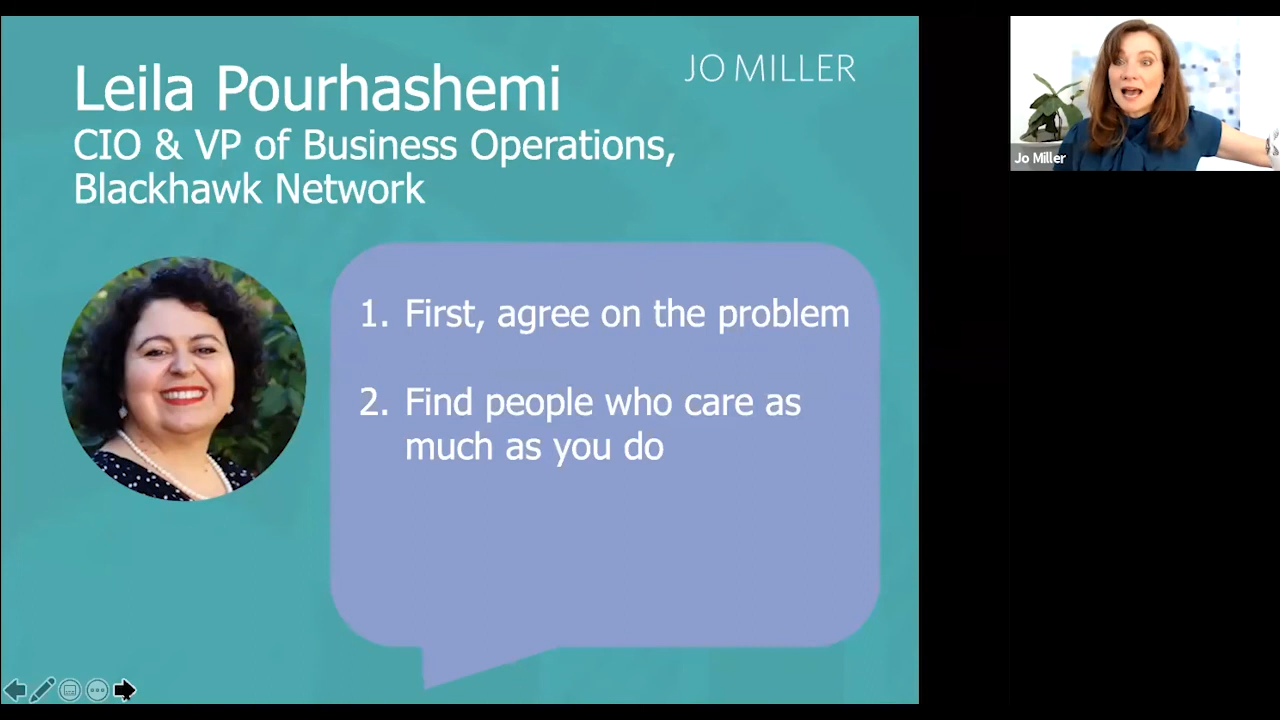 Leila Pourhashemi
JO MILLER
CIO & VP of Business Operations,
Blackhawk Network
1. First, agree on the problem
2. Find people who care as
much as you do
Jo Miller